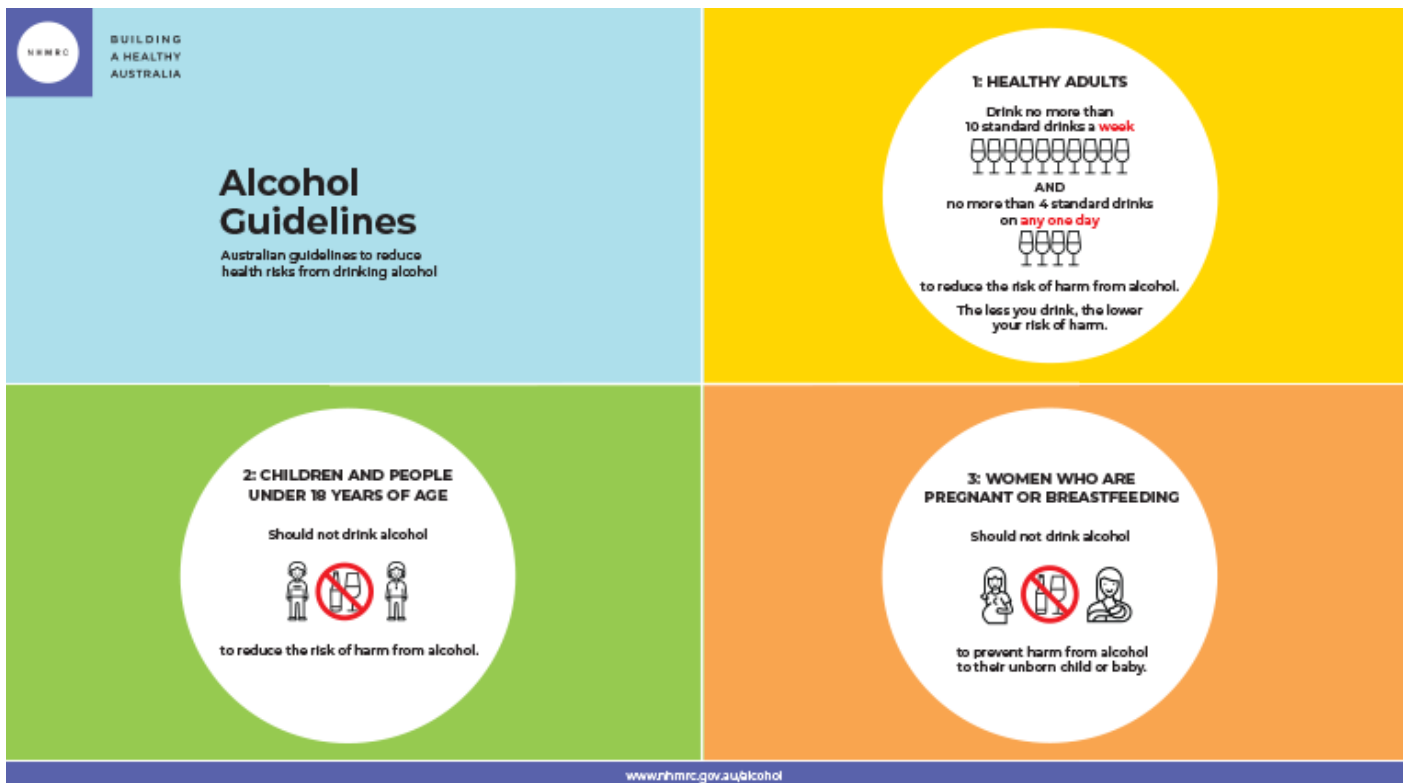 NHMRC
BUILDING
A HEALTHY
AUSTRALIA
Alcohol
Guidelines
Australian guidelines to reduce
health risks from drinking alcohol
1: HEALTHY ADULTS
Drink no more than
10 standard drinks a week
AND
no more than 4 standard drinks
on any one day
to reduce the risk of harm from alcohol.
The less you drink, the lower
your risk of harm.
2: CHILDREN AND PEOPLE
UNDER 18 YEARS OF AGE
Should not drink alcohol
to reduce the risk of harm from alcohol.
3: WOMEN WHO ARE
PREGNANT OR BREASTFEEDING
Should not drink alcohol
to prevent harm from alcohol
to their unborn child or baby.
www.nhmrc.gov.au/alcohol